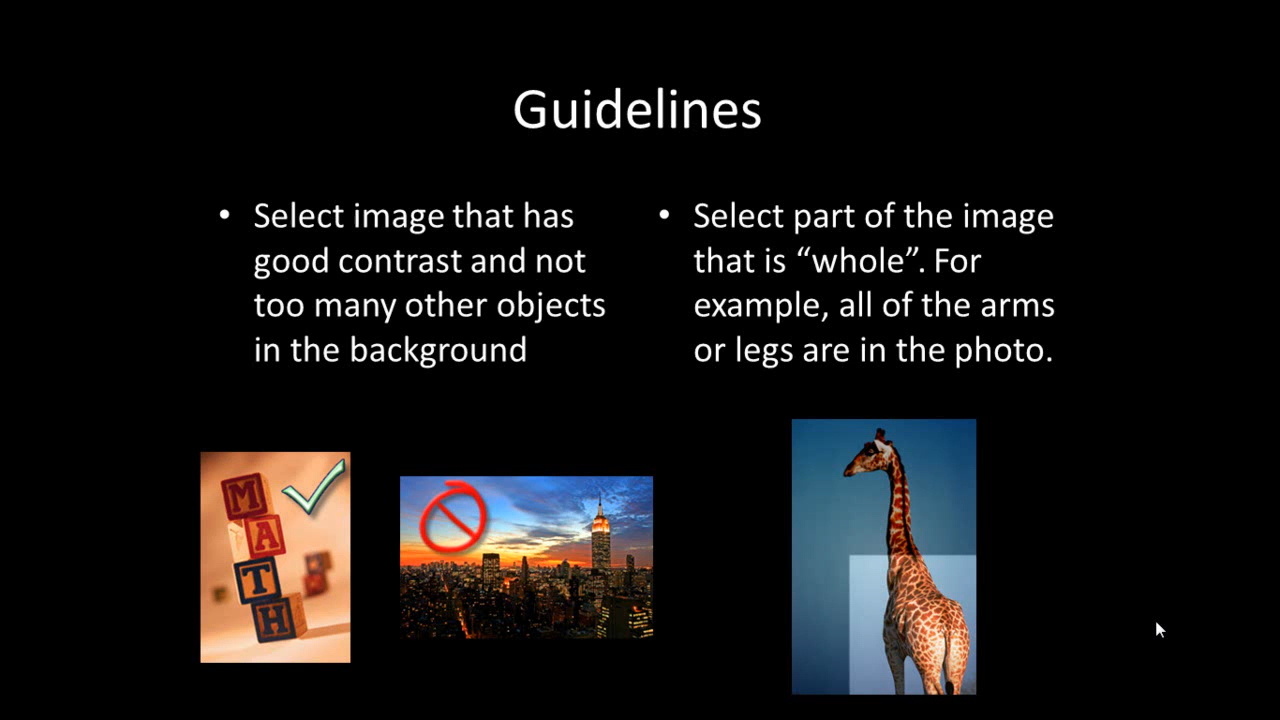 Guidelines
• Select image that has
good contrast and not
too many other objects
in the background
• Select part of the image
that is “whole”. For
example, all of the arms
or legs are in the photo.
M
A
T
H